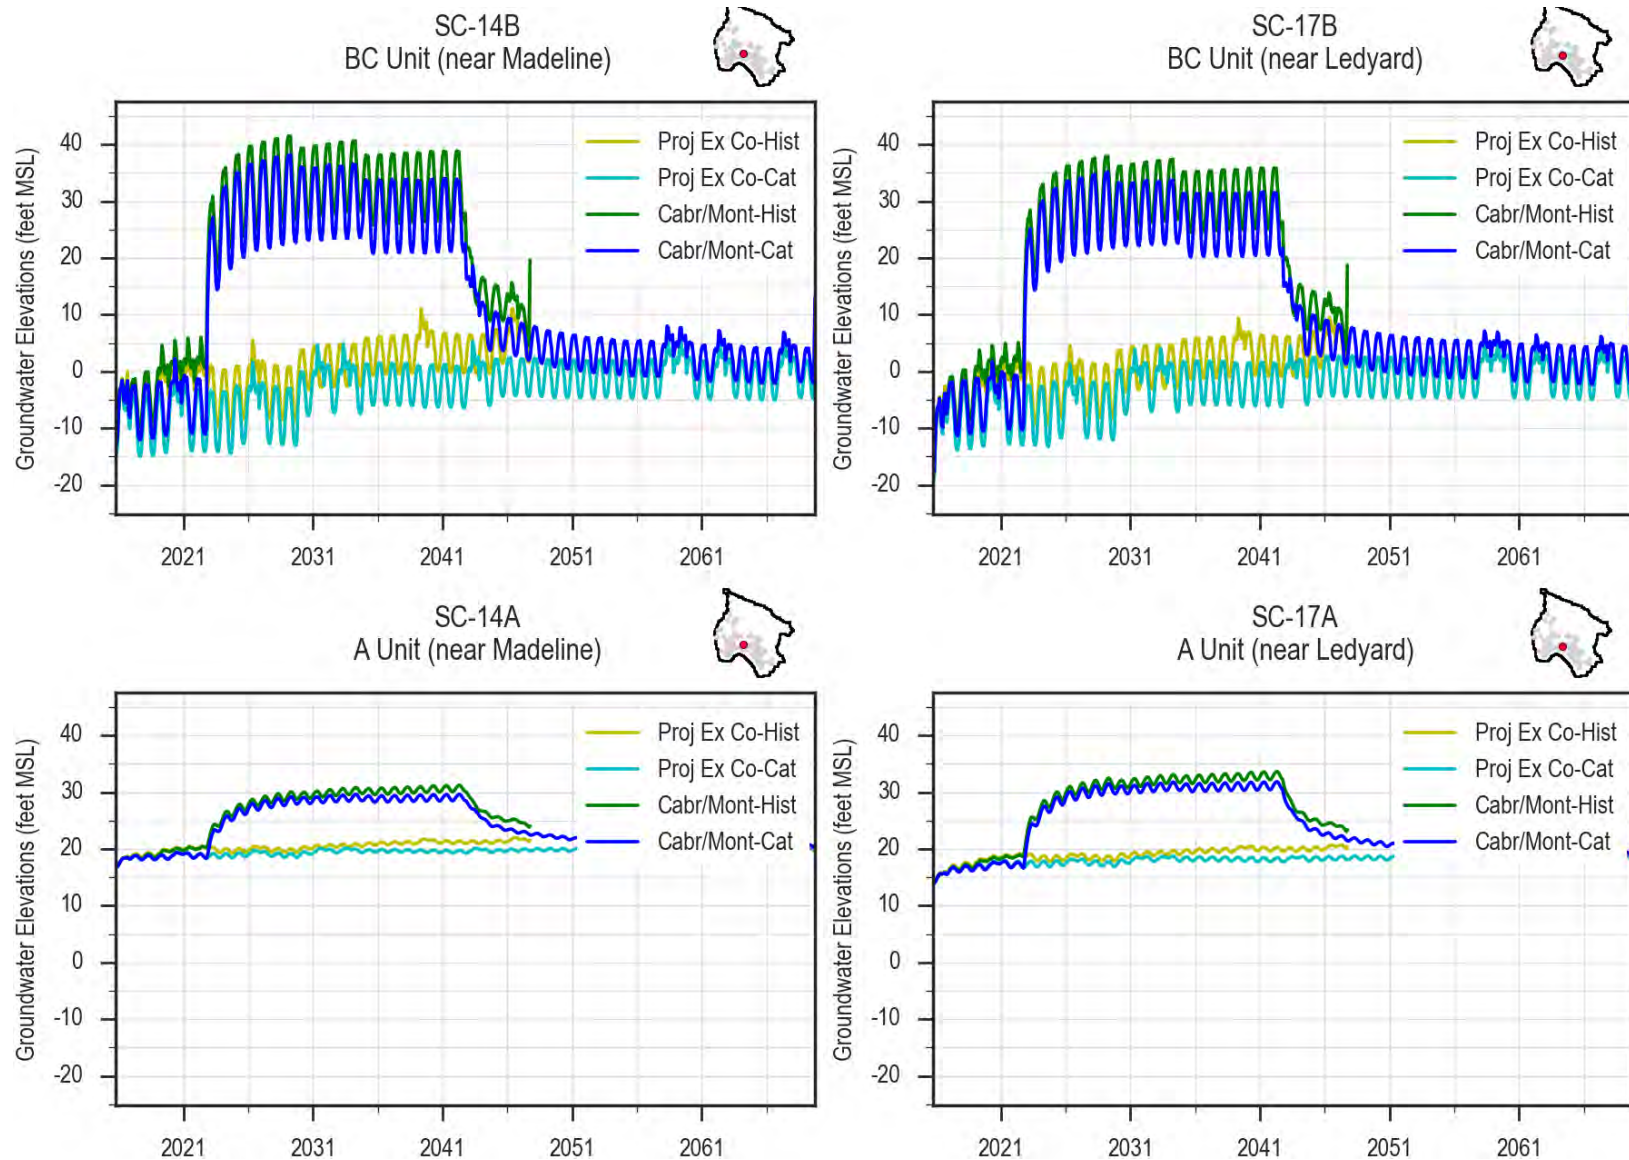 SC-14B
BC Unit (near Madeline)
Groundwater Elevations (feet MSL)
40
30
20
10
0
-10
-20
Proj Ex Co-Hist
Proj Ex Co-Cat
Cabr/Mont-Hist
Cabr/Mont-Cat
2021
2031
2041
2051
2061
SC-17B
BC Unit (near Ledyard)
Groundwater Elevations (feet MSL)
40
30
20
10
0
-10
-20
Proj Ex Co-Hist
Proj Ex Co-Cat
Cabr/Mont-Hist
Cabr/Mont-Cat
2021
2031
2041
2051
2061
SC-14A
A Unit (near Madeline)
Groundwater Elevations (feet MSL)
40
30
20
10
0
-10
-20
Proj Ex Co-Hist
Proj Ex Co-Cat
Cabr/Mont-Hist
Cabr/Mont-Cat
2021
2031
2041
2051
2061
SC-17A
A Unit (near Ledyard)
Groundwater Elevations (feet MSL)
40
30
20
10
0
-10
-20
Proj Ex Co-Hist
Proj Ex Co-Cat
Cabr/Mont-Hist
Cabr/Mont-Cat
2021
2031
2041
2051
2061